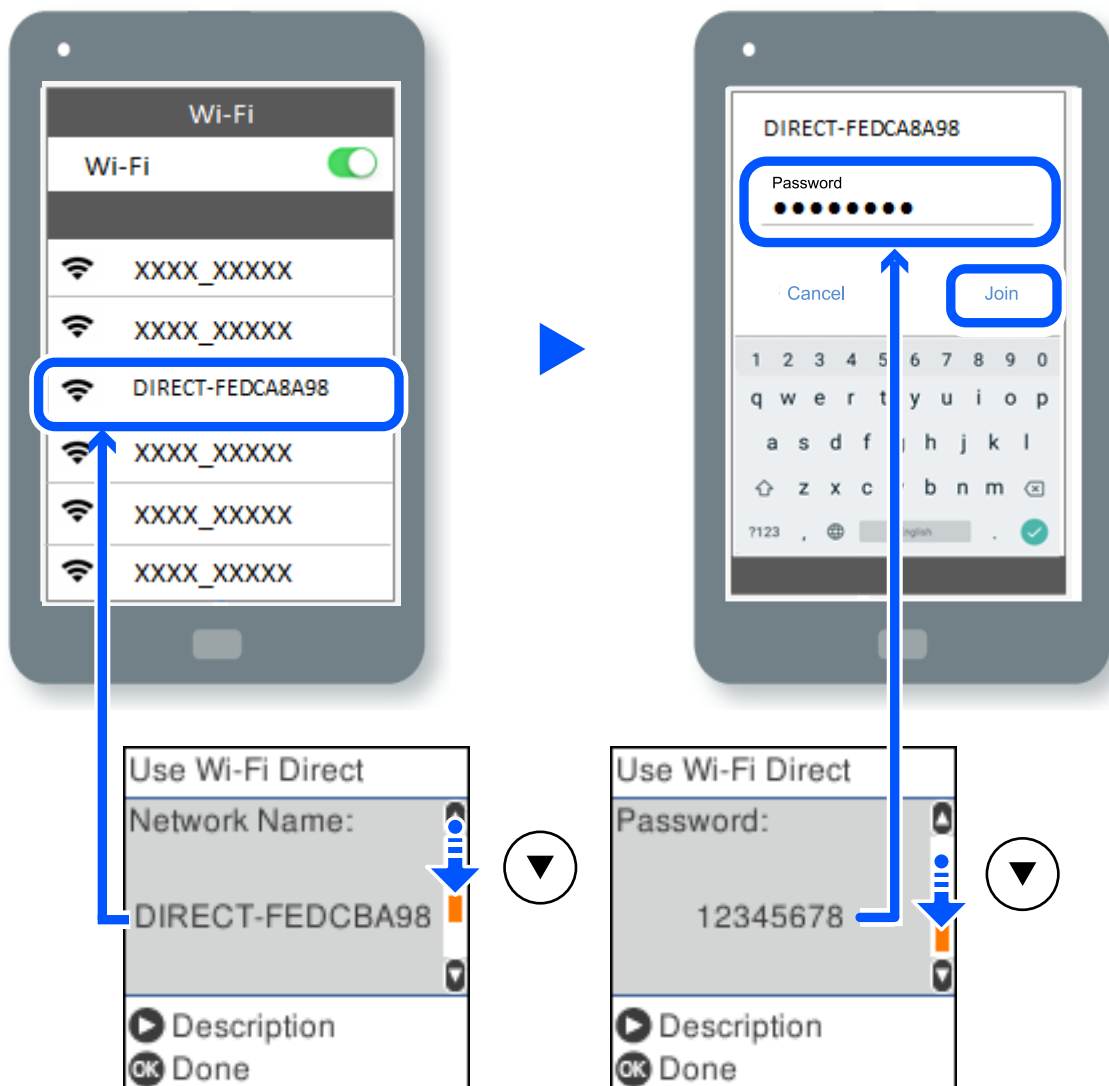 Wi-Fi
Wi-Fi
XXXX_XXXXX
XXXX_XXXXX
DIRECT-FEDCA8A98
XXXX_XXXXX
XXXX_XXXXX
XXXX_XXXXX
DIRECT-FEDCA8A98
Password
●●●●●●●●
Cancel Join
1 2 3 4 5 6 7 8 9 0
q w e r t y u i o p
a s d f h j k l
z x c b n m
?123 , .
Use Wi-Fi Direct
Network Name:
DIRECT-FEDCBA98
Description
OK Done
Use Wi-Fi Direct
Password:
12345678
Description
OK Done